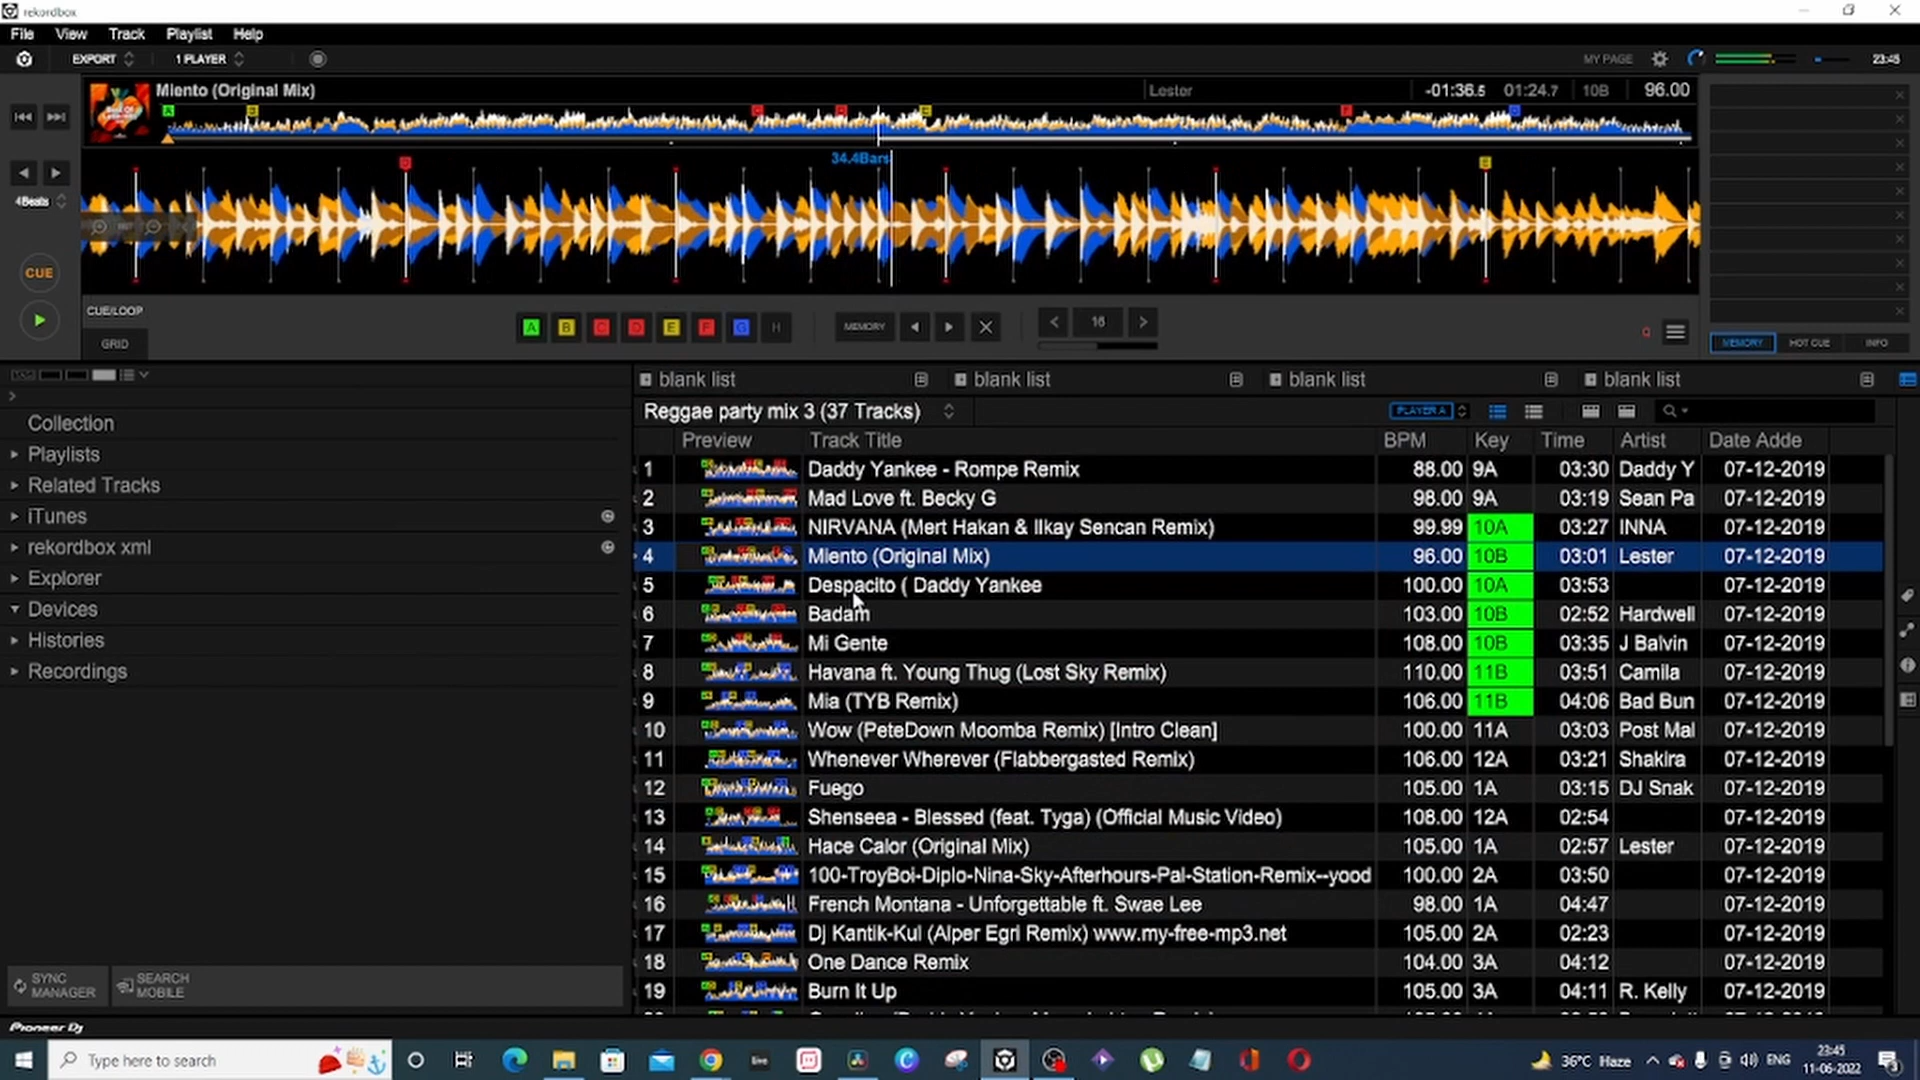 rekordbox
File View Track Playlist Help
EXPORT 1 PLAYER MY PAGE 23:45
Miento (Original Mix) Lester -01:36.5 01:24.7 10B 96.00
A B C D E F G
34.4Bars
D E
4Beats
CUE
CUE/LOOP
GRID
A B C D E F G H MEMORY 16 Q
MEMORY HOT CUE INFO
blank list blank list blank list blank list
Collection
Playlists
Related Tracks
iTunes
rekordbox xml
Explorer
Devices
Histories
Recordings
SYNC MANAGER
SEARCH MOBILE
Reggae party mix 3 (37 Tracks) PLAYER A
Preview Track Title BPM Key Time Artist Date Adde
1 Daddy Yankee - Rompe Remix 88.00 9A 03:30 Daddy Y 07-12-2019
2 Mad Love ft. Becky G 98.00 9A 03:19 Sean Pa 07-12-2019
3 NIRVANA (Mert Hakan & Ilkay Sencan Remix) 99.99 10A 03:27 INNA 07-12-2019
4 Miento (Original Mix) 96.00 10B 03:01 Lester 07-12-2019
5 Despacito ( Daddy Yankee 100.00 10A 03:53 07-12-2019
6 Badam 103.00 10B 02:52 Hardwell 07-12-2019
7 Mi Gente 108.00 10B 03:35 J Balvin 07-12-2019
8 Havana ft. Young Thug (Lost Sky Remix) 110.00 11B 03:51 Camila 07-12-2019
9 Mia (TYB Remix) 106.00 11B 04:06 Bad Bun 07-12-2019
10 Wow (PeteDown Moomba Remix) [Intro Clean] 100.00 11A 03:03 Post Mal 07-12-2019
11 Whenever Wherever (Flabbergasted Remix) 106.00 12A 03:21 Shakira 07-12-2019
12 Fuego 105.00 1A 03:15 DJ Snak 07-12-2019
13 Shenseea - Blessed (feat. Tyga) (Official Music Video) 108.00 12A 02:54 07-12-2019
14 Hace Calor (Original Mix) 105.00 1A 02:57 Lester 07-12-2019
15 100-TroyBoi-Diplo-Nina-Sky-Afterhours-Pal-Station-Remix--yood 100.00 2A 03:50 07-12-2019
16 French Montana - Unforgettable ft. Swae Lee 98.00 1A 04:47 07-12-2019
17 Dj Kantik-Kul (Alper Egri Remix) www.my-free-mp3.net 105.00 2A 02:23 07-12-2019
18 One Dance Remix 104.00 3A 04:12 07-12-2019
19 Burn It Up 105.00 3A 04:11 R. Kelly 07-12-2019
Pioneer Dj
Type here to search
36°C Haze ENG 23:45
11-06-2022